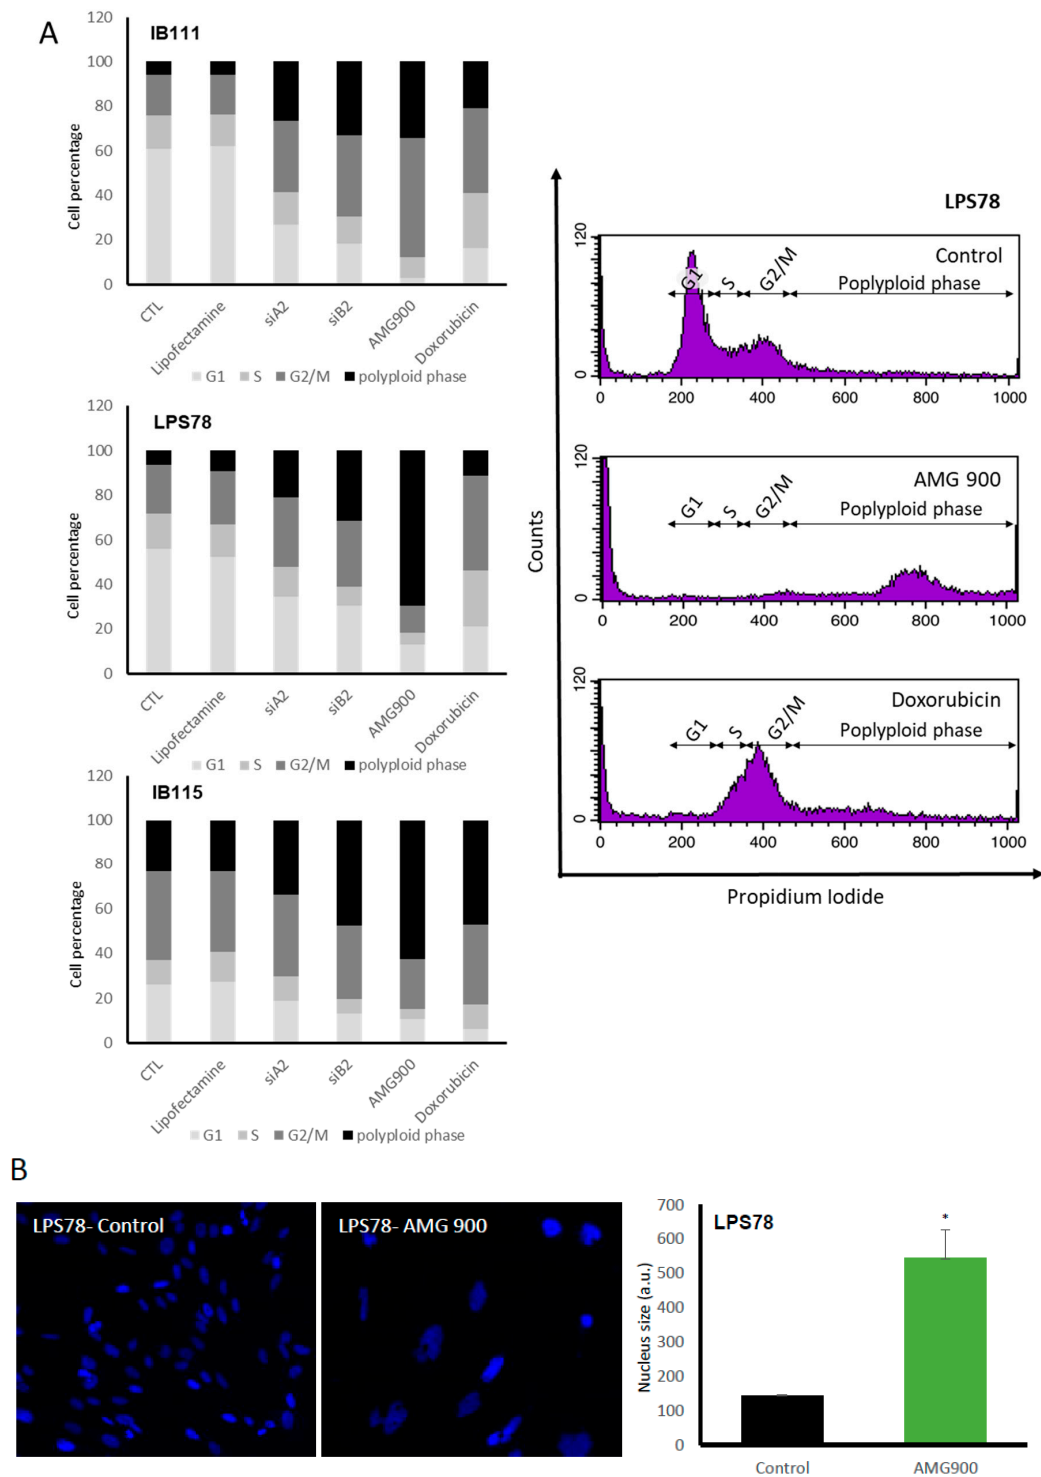 A
IB111
120
100
80
60
40
20
0
Cell percentage
CTL
Lipofectamine
siA2
siB2
AMG900
Doxorubicin
G1 S G2/M polyploid phase
LPS78
120
100
80
60
40
20
0
Cell percentage
CTL
Lipofectamine
siA2
siB2
AMG900
Doxorubicin
G1 S G2/M polyploid phase
IB115
120
100
80
60
40
20
0
Cell percentage
CTL
Lipofectamine
siA2
siB2
AMG900
Doxorubicin
G1 S G2/M polyploid phase
LPS78
Counts
120
0
Control
G1 S G2/M Poplyploid phase
0 200 400 600 800 1000
120
0
AMG 900
G1 S G2/M Poplyploid phase
0 200 400 600 800 1000
120
0
Doxorubicin
G1 S G2/M Poplyploid phase
0 200 400 600 800 1000
Propidium Iodide
B
LPS78- Control
LPS78- AMG 900
LPS78
700
600
500
400
300
200
100
0
Nucleus size (a.u.)
*
Control AMG900